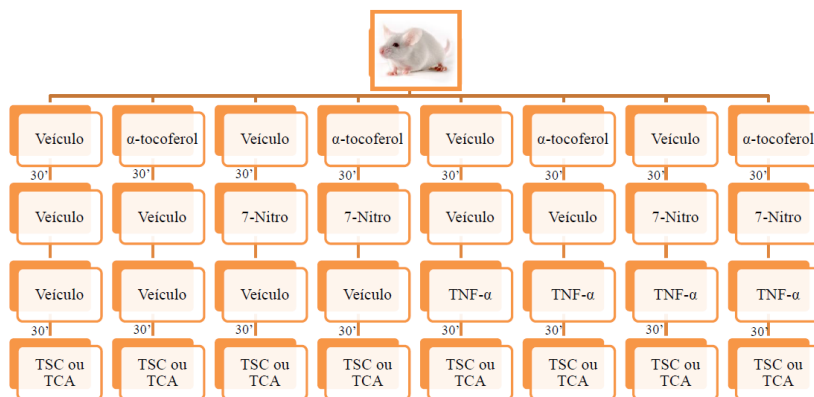 Veículo α-tocoferol Veículo α-tocoferol Veículo α-tocoferol Veículo α-tocoferol
30' 30' 30' 30' 30' 30' 30' 30'
Veículo Veículo 7-Nitro 7-Nitro Veículo Veículo 7-Nitro 7-Nitro
Veículo Veículo Veículo Veículo TNF-α TNF-α TNF-α TNF-α
30' 30' 30' 30' 30' 30' 30' 30'
TSC ou TSC ou TSC ou TSC ou TSC ou TSC ou TSC ou TSC ou
TCA TCA TCA TCA TCA TCA TCA TCA